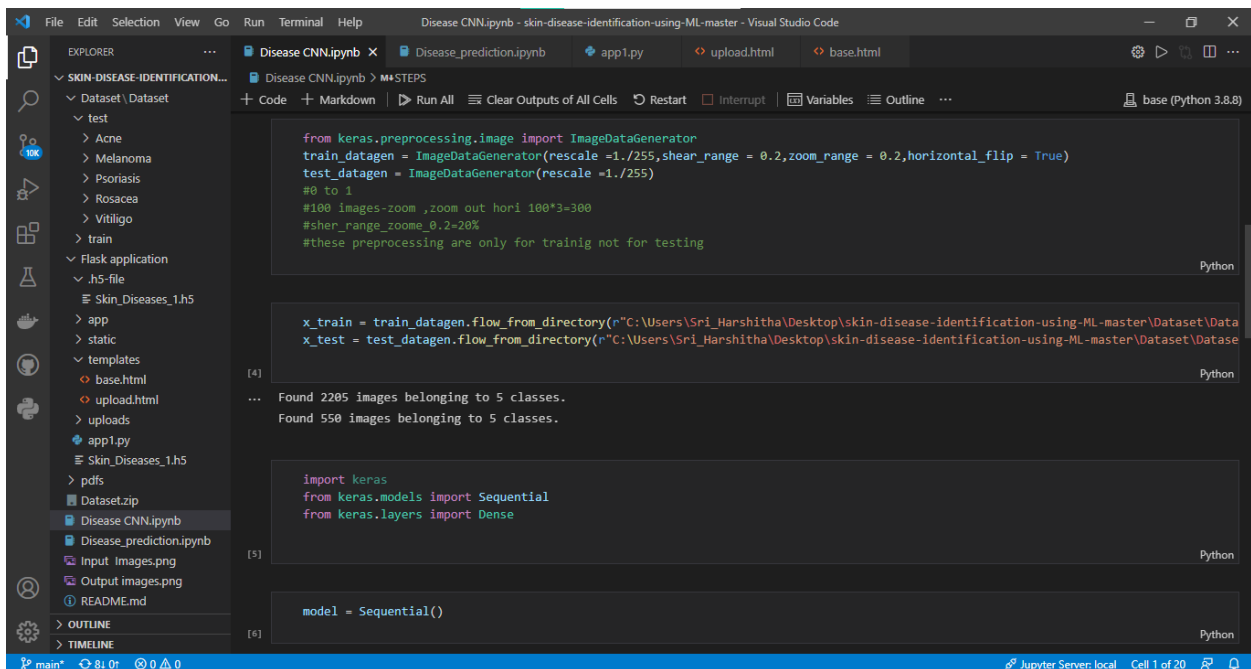 File Edit Selection View Go Run Terminal Help Disease CNN.ipynb - skin-disease-identification-using-ML-master - Visual Studio Code
EXPLORER
SKIN-DISEASE-IDENTIFICATION...
Dataset\Dataset
test
Acne
Melanoma
Psoriasis
Rosacea
Vitiligo
train
Flask application
.h5-file
Skin_Diseases_1.h5
app
static
templates
base.html
upload.html
uploads
app1.py
Skin_Diseases_1.h5
pdfs
Dataset.zip
Disease CNN.ipynb
Disease_prediction.ipynb
Input Images.png
Output images.png
README.md
OUTLINE
TIMELINE
10K
Disease CNN.ipynb Disease_prediction.ipynb app1.py upload.html base.html
Disease CNN.ipynb > M↓STEPS
+ Code + Markdown Run All Clear Outputs of All Cells Restart Interrupt Variables Outline ... base (Python 3.8.8)
from keras.preprocessing.image import ImageDataGenerator
train_datagen = ImageDataGenerator(rescale =1./255,shear_range = 0.2,zoom_range = 0.2,horizontal_flip = True)
test_datagen = ImageDataGenerator(rescale =1./255)
#0 to 1
#100 images-zoom ,zoom out hori 100*3=300
#sher_range_zoome_0.2=20%
#these preprocessing are only for trainig not for testing
Python
x_train = train_datagen.flow_from_directory(r"C:\Users\Sri_Harshitha\Desktop\skin-disease-identification-using-ML-master\Dataset\Data
x_test = test_datagen.flow_from_directory(r"C:\Users\Sri_Harshitha\Desktop\skin-disease-identification-using-ML-master\Dataset\Datase
[4] Python
... Found 2205 images belonging to 5 classes.
Found 550 images belonging to 5 classes.
import keras
from keras.models import Sequential
from keras.layers import Dense
[5] Python
model = Sequential()
[6] Python
main* 8↓ 0↑ 0 0 Jupyter Server: local Cell 1 of 20